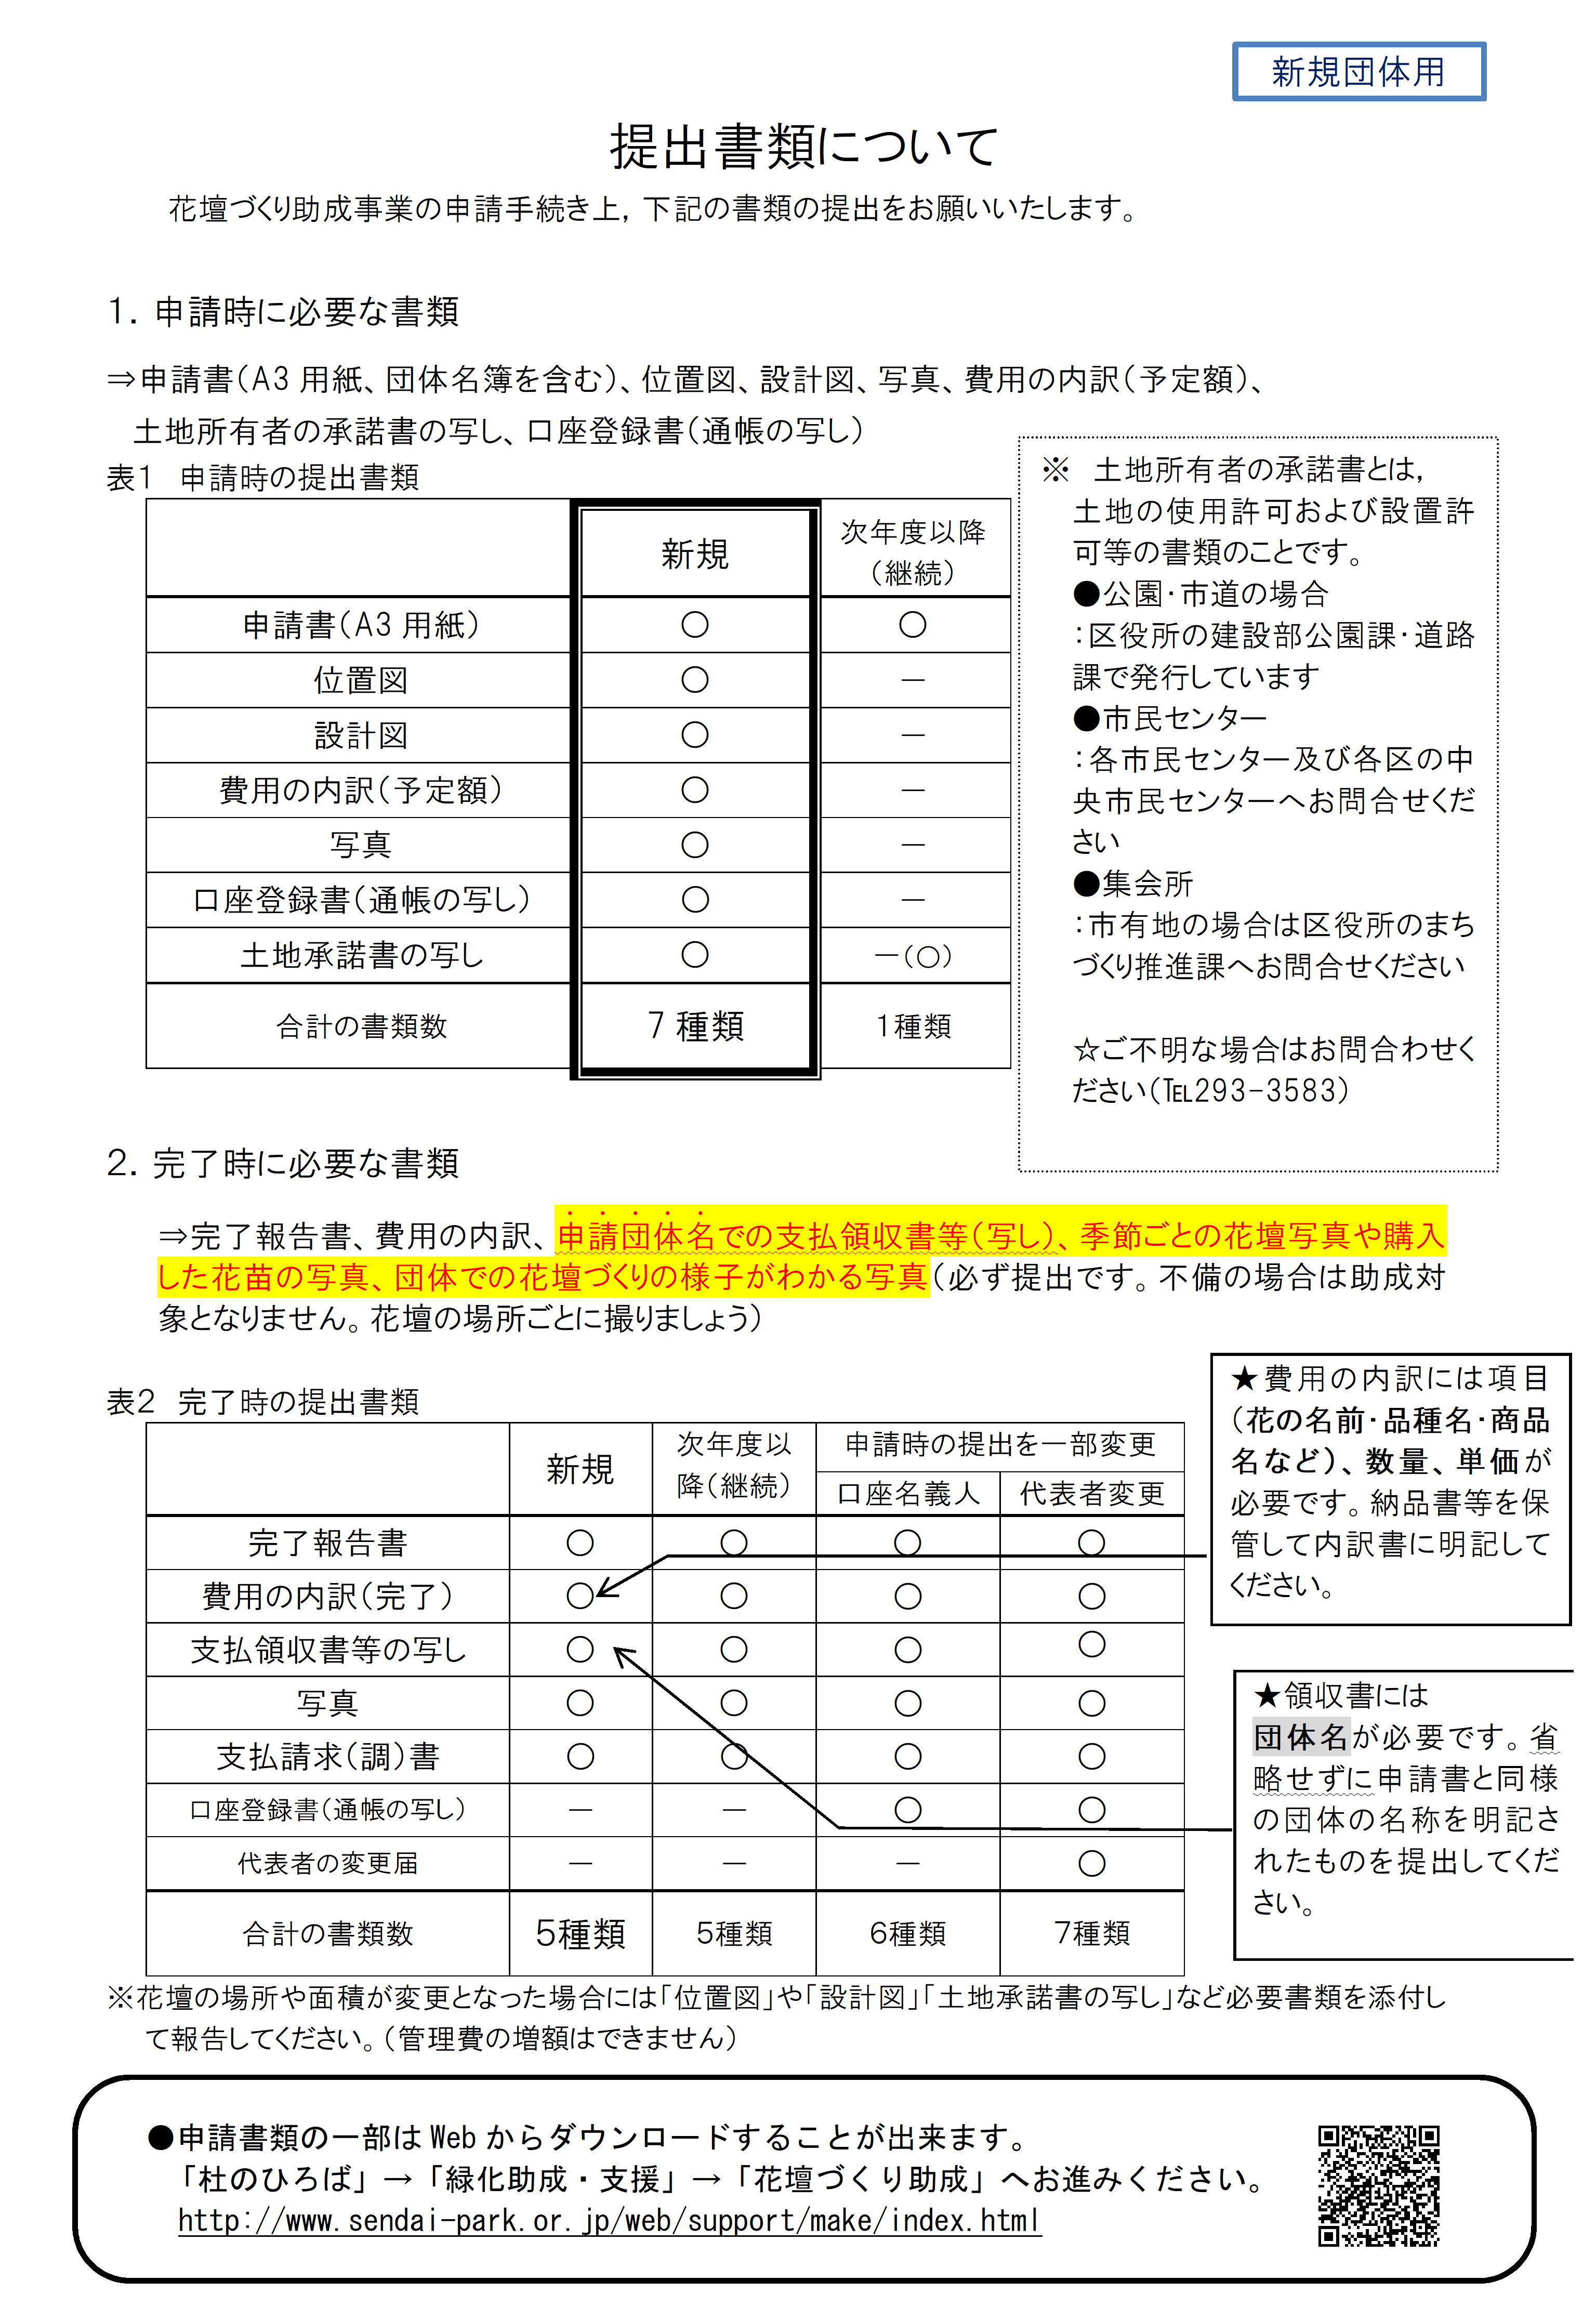 新規団体用
提出書類について
花壇づくり助成事業の申請手続き上，下記の書類の提出をお願いいたします。
１．申請時に必要な書類
⇒申請書（A3 用紙、団体名簿を含む）、位置図、設計図、写真、費用の内訳（予定額）、
土地所有者の承諾書の写し、口座登録書（通帳の写し）
表１　申請時の提出書類
新規
次年度以降
（継続）
申請書（A3 用紙）　○　○
位置図　○　－
設計図　○　－
費用の内訳（予定額）　○　－
写真　○　－
口座登録書（通帳の写し）　○　－
土地承諾書の写し　○　－（○）
合計の書類数　7 種類　1種類
※　土地所有者の承諾書とは，
土地の使用許可および設置許
可等の書類のことです。
●公園・市道の場合
：区役所の建設部公園課・道路
課で発行しています
●市民センター
：各市民センター及び各区の中
央市民センターへお問合せくだ
さい
●集会所
：市有地の場合は区役所のまち
づくり推進課へお問合せください
☆ご不明な場合はお問合わせく
ださい（℡293-3583）
２．完了時に必要な書類
⇒完了報告書、費用の内訳、申請団体名での支払領収書等（写し）、季節ごとの花壇写真や購入
した花苗の写真、団体での花壇づくりの様子がわかる写真（必ず提出です。不備の場合は助成対
象となりません。花壇の場所ごとに撮りましょう）
表２　完了時の提出書類
新規
次年度以
降（継続）
申請時の提出を一部変更
口座名義人　代表者変更
完了報告書　○　○　○　○
費用の内訳（完了）　○　○　○　○
支払領収書等の写し　○　○　○　○
写真　○　○　○　○
支払請求（調）書　○　○　○　○
口座登録書（通帳の写し）　－　－　○　○
代表者の変更届　－　－　－　○
合計の書類数　5種類　5種類　6種類　7種類
★費用の内訳には項目
（花の名前・品種名・商品
名など）、数量、単価が
必要です。納品書等を保
管して内訳書に明記して
ください。
★領収書には
団体名が必要です。省
略せずに申請書と同様
の団体の名称を明記さ
れたものを提出してくだ
さい。
※花壇の場所や面積が変更となった場合には「位置図」や「設計図」「土地承諾書の写し」など必要書類を添付し
て報告してください。（管理費の増額はできません）
●申請書類の一部は Web からダウンロードすることが出来ます。
「杜のひろば」→「緑化助成・支援」→「花壇づくり助成」へお進みください。
http://www.sendai-park.or.jp/web/support/make/index.html